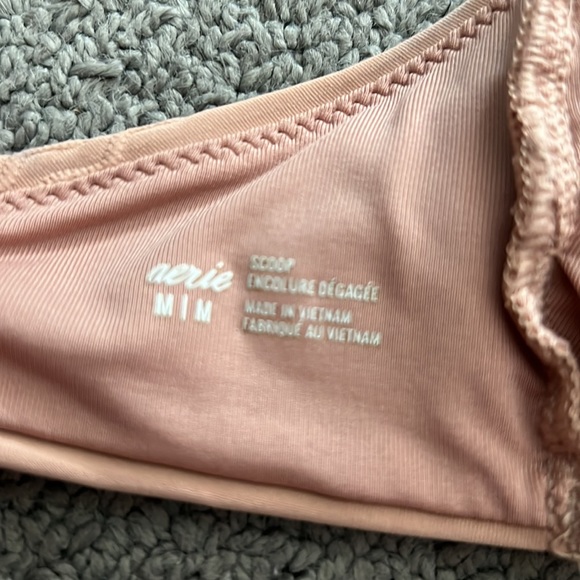 aerie
M | M
SCOOP
ENCOLURE DÉGAGÉE
MADE IN VIETNAM
FABRIQUÉ AU VIETNAM